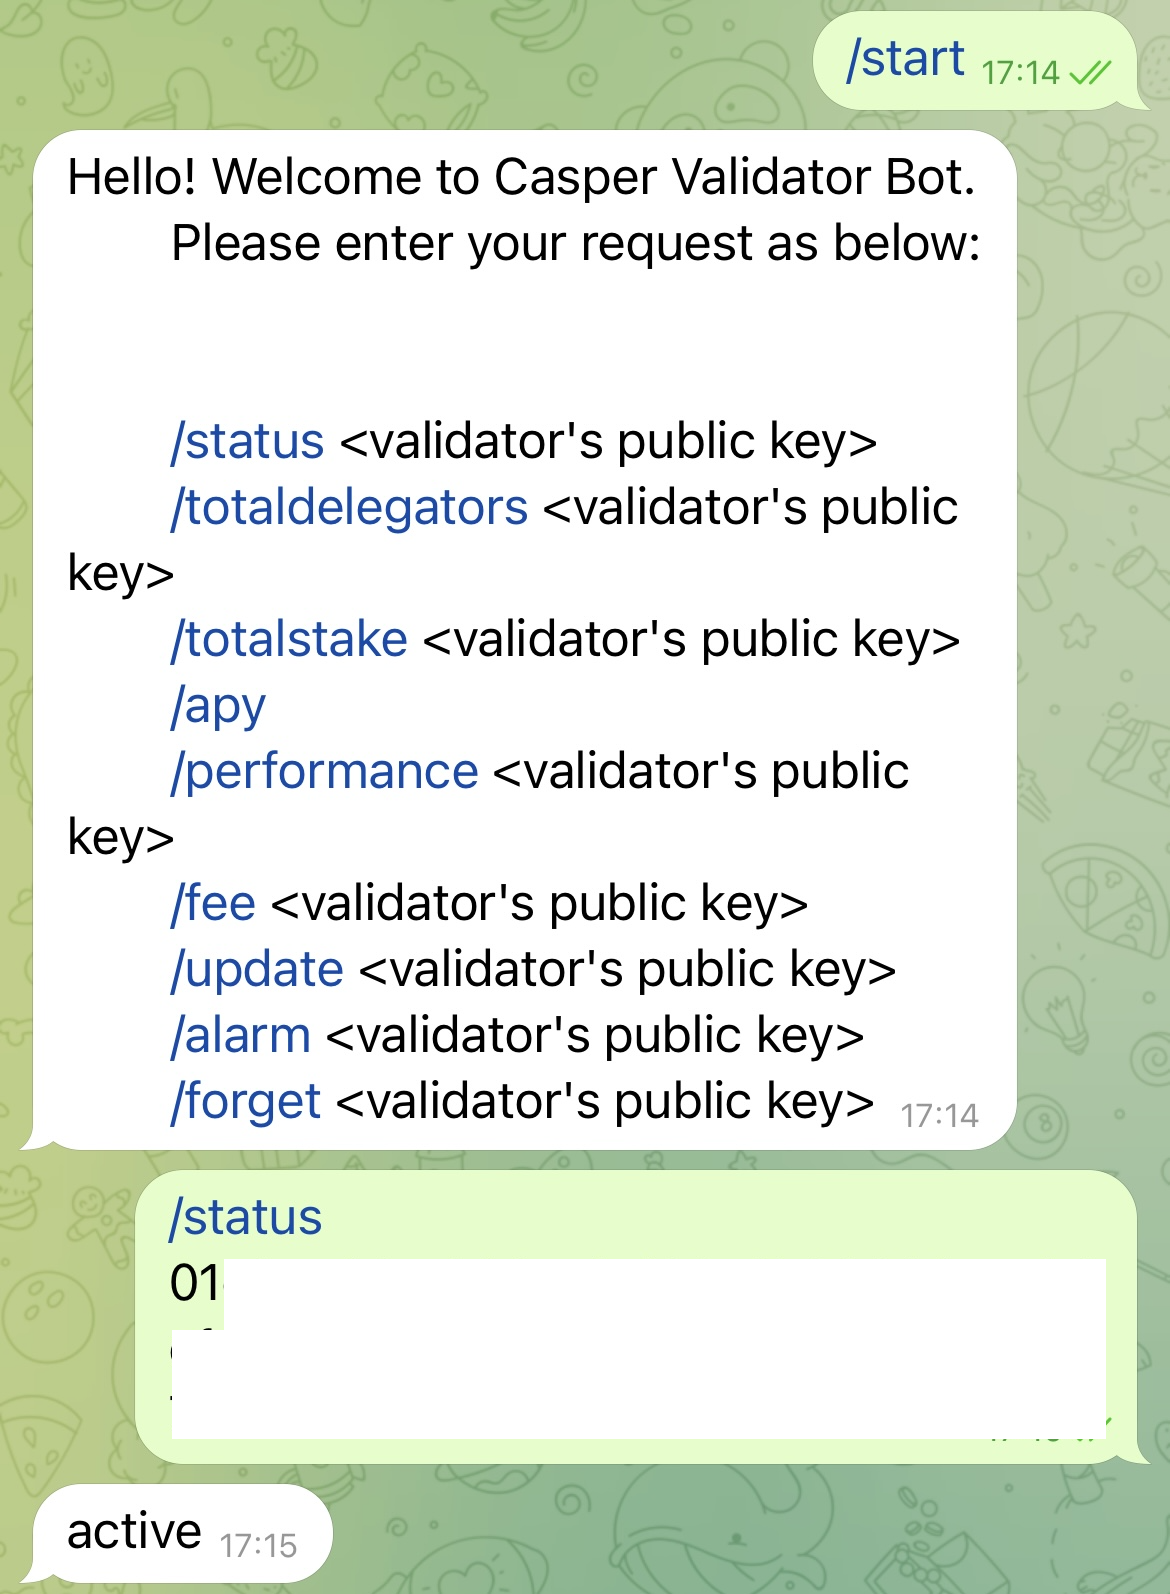 /start 17:14
Hello! Welcome to Casper Validator Bot.
Please enter your request as below:
/status <validator's public key>
/totaldelegators <validator's public
key>
/totalstake <validator's public key>
/apy
/performance <validator's public
key>
/fee <validator's public key>
/update <validator's public key>
/alarm <validator's public key>
/forget <validator's public key> 17:14
/status
01
active 17:15